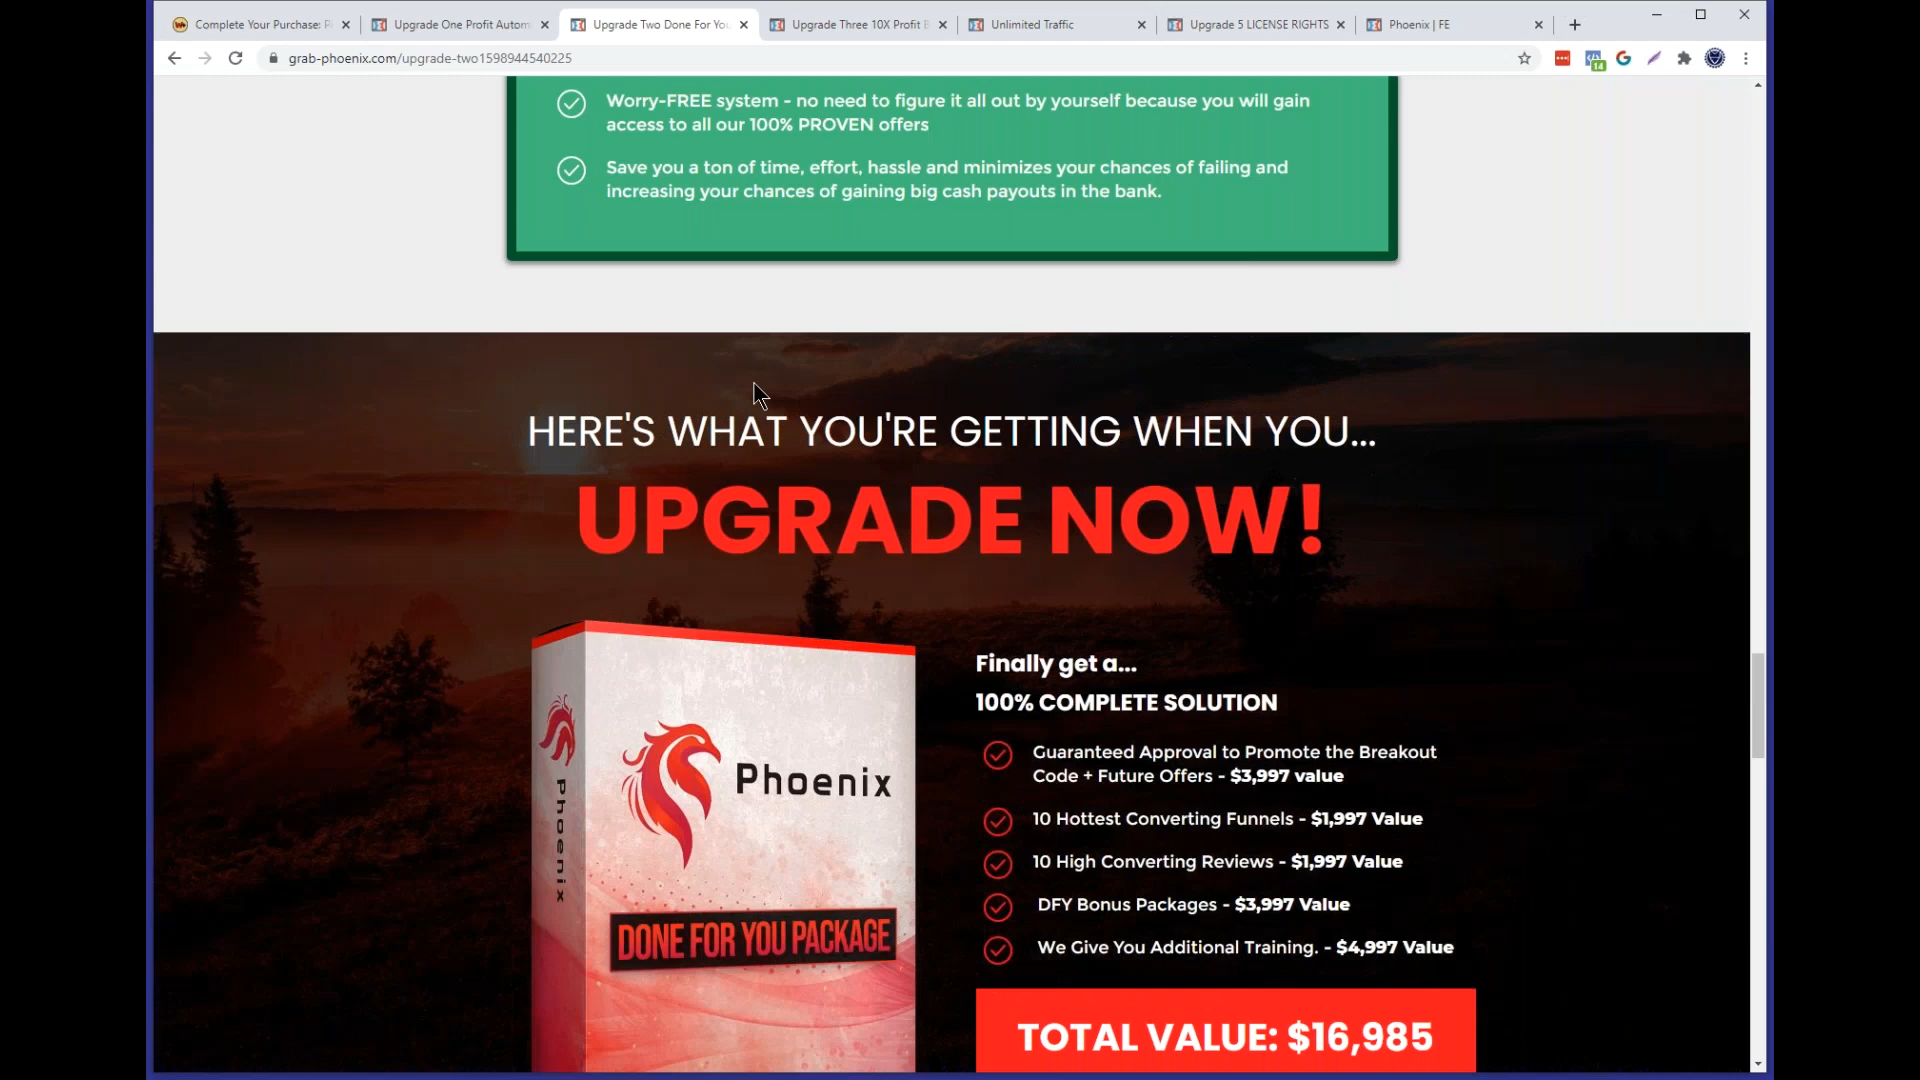 Complete Your Purchase: P
Upgrade One Profit Autom
Upgrade Two Done For You
Upgrade Three 10X Profit B
Unlimited Traffic
Upgrade 5 LICENSE RIGHTS
Phoenix | FE
grab-phoenix.com/upgrade-two1598944540225
14
Worry-FREE system - no need to figure it all out by yourself because you will gain
access to all our 100% PROVEN offers
Save you a ton of time, effort, hassle and minimizes your chances of failing and
increasing your chances of gaining big cash payouts in the bank.
HERE'S WHAT YOU'RE GETTING WHEN YOU...
UPGRADE NOW!
Phoenix
Phoenix
DONE FOR YOU PACKAGE
Finally get a...
100% COMPLETE SOLUTION
Guaranteed Approval to Promote the Breakout
Code + Future Offers - $3,997 value
10 Hottest Converting Funnels - $1,997 Value
10 High Converting Reviews - $1,997 Value
DFY Bonus Packages - $3,997 Value
We Give You Additional Training. - $4,997 Value
TOTAL VALUE: $16,985